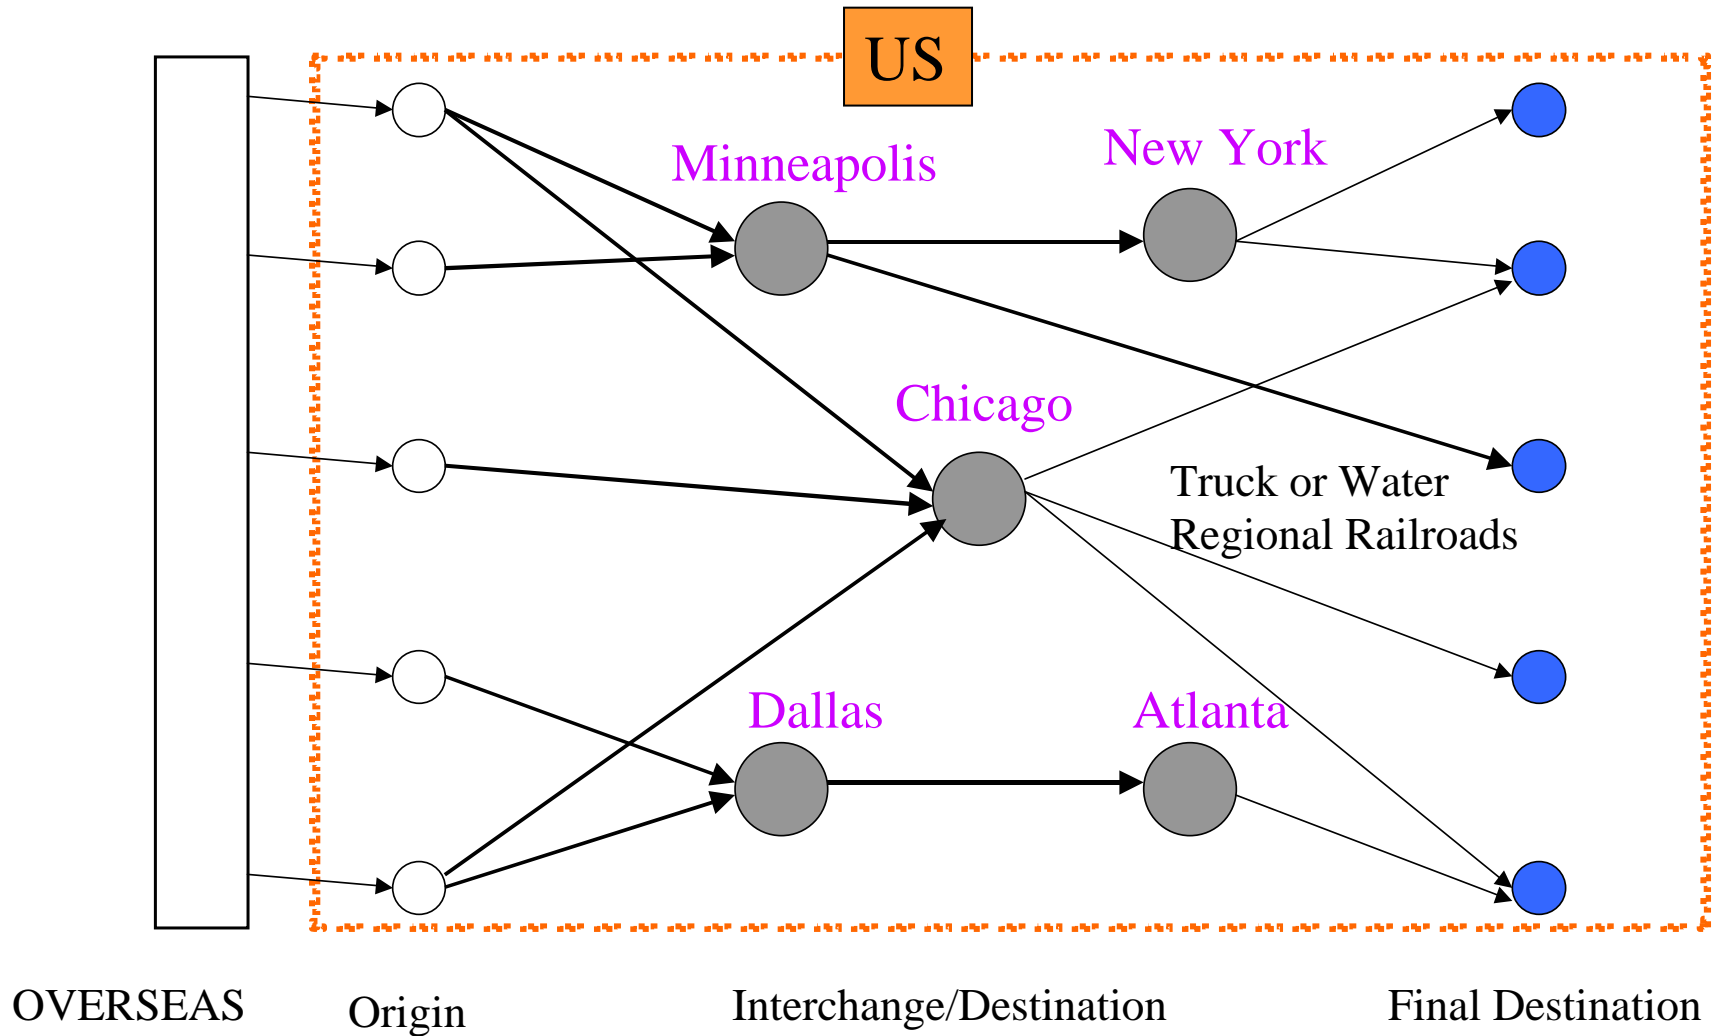 US
Minneapolis
New York
Chicago
Truck or Water
Regional Railroads
Dallas
Atlanta
OVERSEAS
Origin
Interchange/Destination
Final Destination